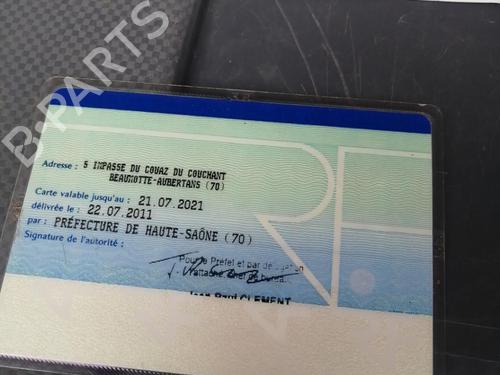 B-PARTS
Adresse : 5 IMPASSE DU COUAZ DU COUCHANT
BEAUMOTTE-AUBERTANS (70)
Carte valable jusqu'au : 21.07.2021
délivrée le : 22.07.2011
par : PRÉFECTURE DE HAUTE-SAÔNE (70)
Signature de l'autorité :
Pour le Préfet et par
Jean Paul CLEMENT
RF